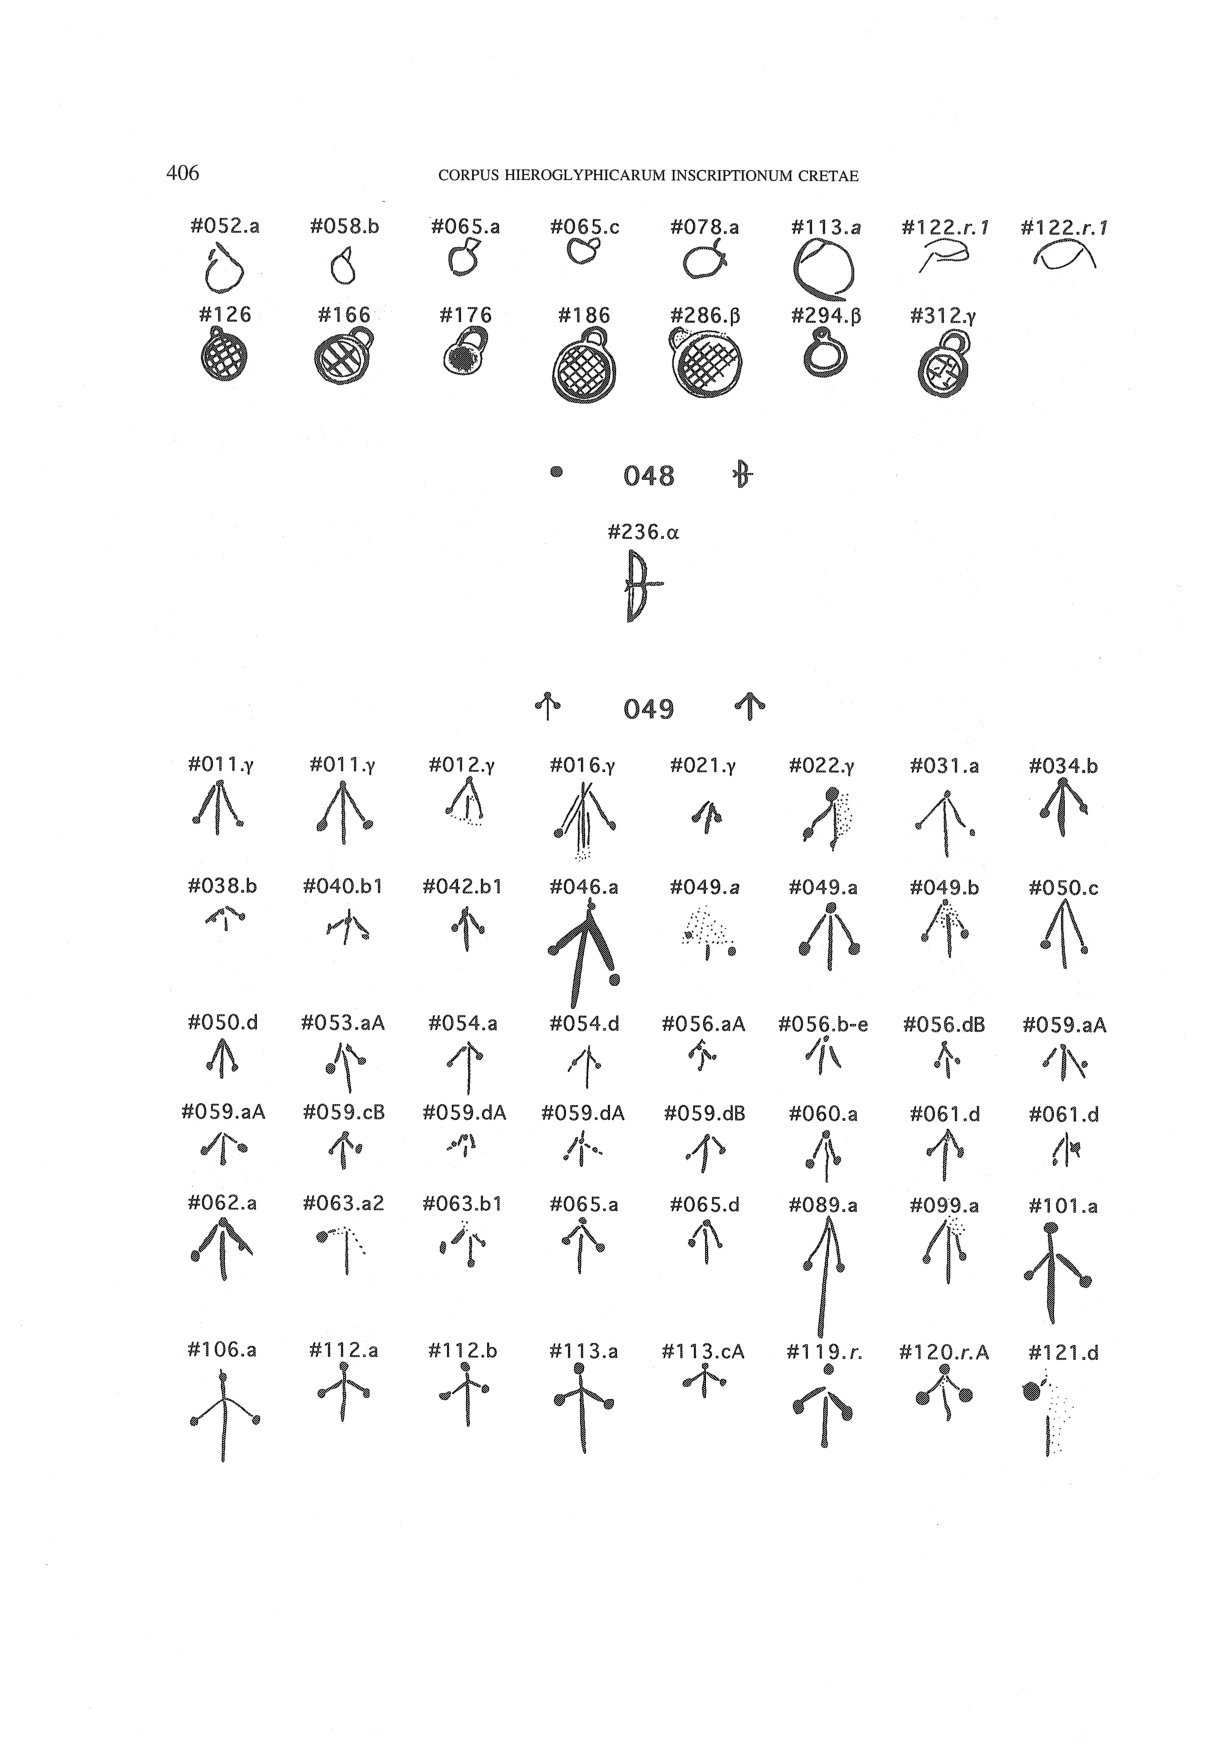 406 CORPUS HIEROGLYPHICARUM INSCRIPTIONUM CRETAE
#052.a #058.b #065.a #065.c #078.a #113.a #122.r.1 #122.r.1
#126 #166 #176 #186 #286.β #294.β #312.γ
048
#236.α
049
#011.γ #011.γ #012.γ #016.γ #021.γ #022.γ #031.a #034.b
#038.b #040.b1 #042.b1 #046.a #049.a #049.a #049.b #050.c
#050.d #053.aA #054.a #054.d #056.aA #056.b-e #056.dB #059.aA
#059.aA #059.cB #059.dA #059.dA #059.dB #060.a #061.d #061.d
#062.a #063.a2 #063.b1 #065.a #065.d #089.a #099.a #101.a
#106.a #112.a #112.b #113.a #113.cA #119.r. #120.r.A #121.d